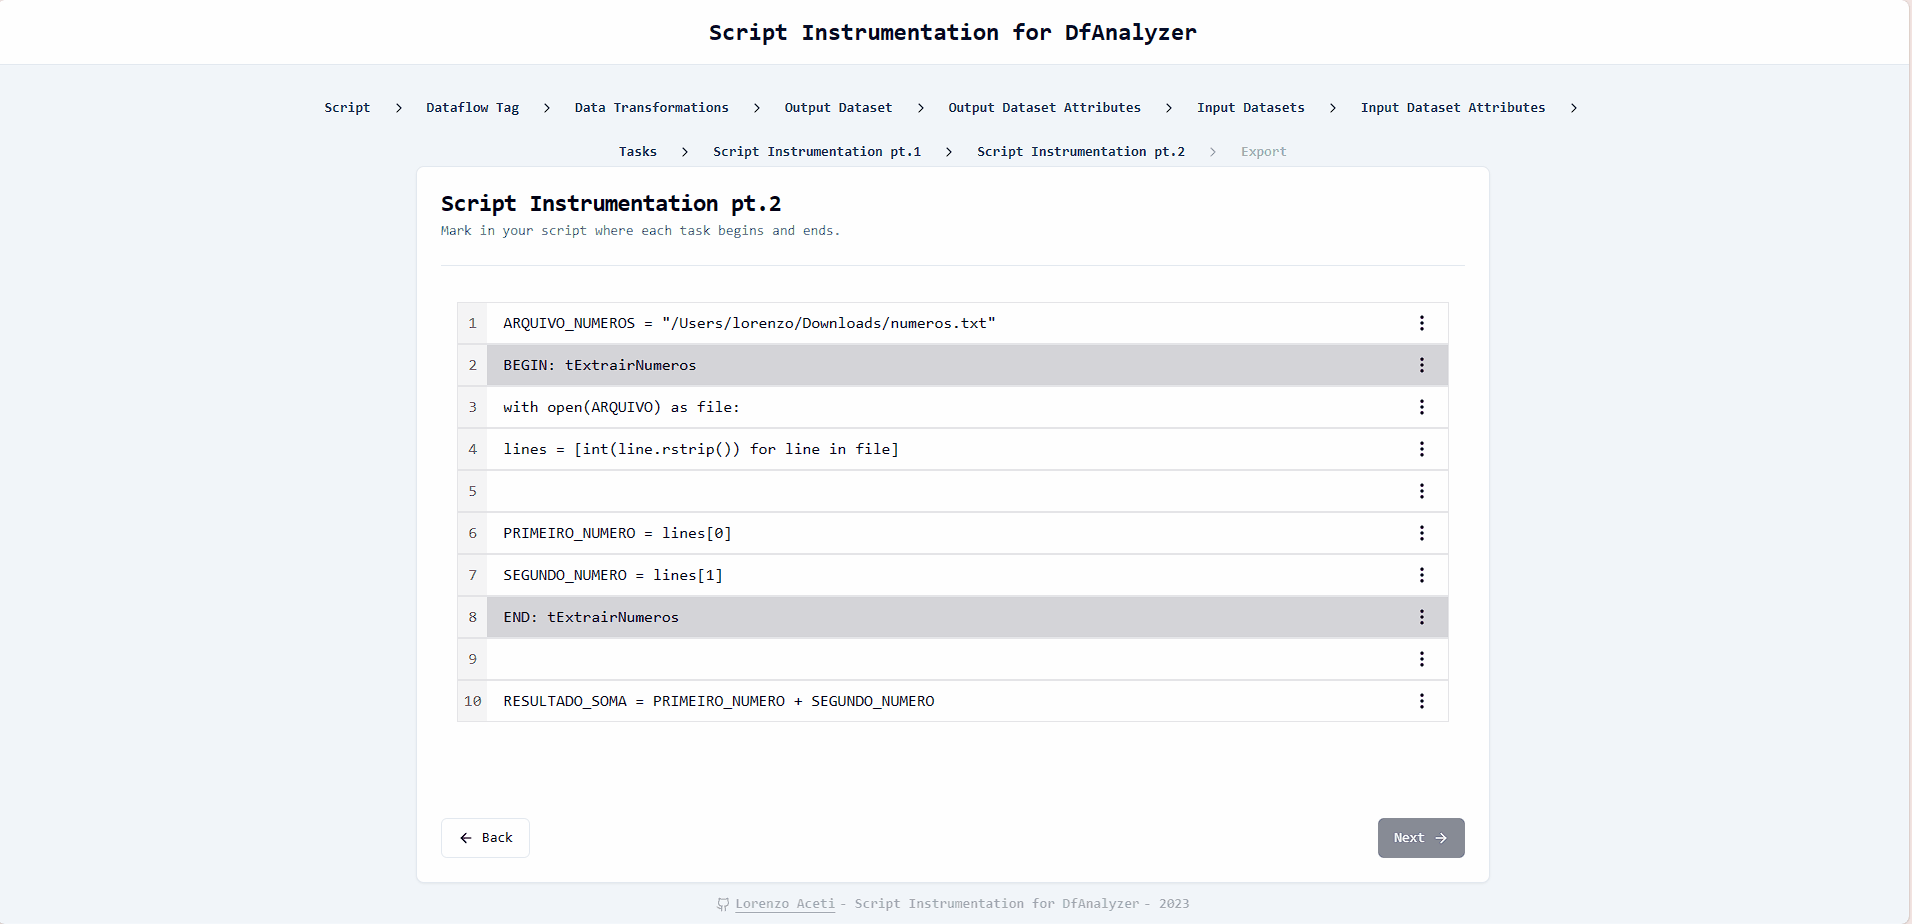 Script Instrumentation for DfAnalyzer
Script > Dataflow Tag > Data Transformations > Output Dataset > Output Dataset Attributes > Input Datasets > Input Dataset Attributes >
Tasks > Script Instrumentation pt.1 > Script Instrumentation pt.2 > Export
Script Instrumentation pt.2
Mark in your script where each task begins and ends.
1 ARQUIVO_NUMEROS = "/Users/lorenzo/Downloads/numeros.txt"
2 BEGIN: tExtrairNumeros
3 with open(ARQUIVO) as file:
4 lines = [int(line.rstrip()) for line in file]
5
6 PRIMEIRO_NUMERO = lines[0]
7 SEGUNDO_NUMERO = lines[1]
8 END: tExtrairNumeros
9
10 RESULTADO_SOMA = PRIMEIRO_NUMERO + SEGUNDO_NUMERO
← Back
Next →
Lorenzo Aceti - Script Instrumentation for DfAnalyzer - 2023